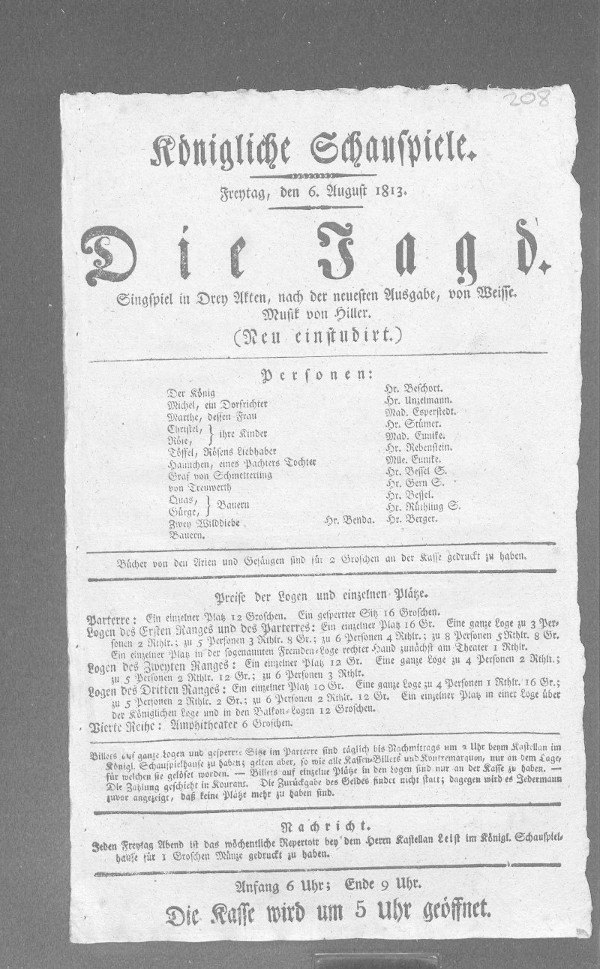 208
Königliche Schauspiele.
Freytag, den 6. August 1813.
Die Jagd.
Singspiel in Drey Akten, nach der neuesten Ausgabe, von Weisse.
Musik von Hiller.
(Neu einstudirt.)
Personen:
Der König Hr. Beschort.
Michel, ein Dorfrichter Hr. Unzelmann.
Marthe, dessen Frau Mad. Esperstedt.
Christel, } ihre Kinder Hr. Stümer.
Röse, Mad. Eunike.
Töffel, Rösens Liebhaber Hr. Rebenstein.
Hannchen, eines Pachters Tochter Mlle. Eunike.
Graf von Schmetterling Hr. Bessel S.
von Treuwerth Hr. Gern S.
Quas, } Bauern Hr. Bessel.
Gürge, Hr. Rüthling S.
Zwey Wilddiebe Hr. Benda. Hr. Berger.
Bauern.
Bücher von den Arien und Gesängen sind für 2 Groschen an der Kasse gedruckt zu haben.
Preise der Logen und einzelnen Plätze.
Parterre: Ein einzelner Platz 12 Groschen. Ein gesperrter Sitz 16 Groschen.
Logen des Ersten Ranges und des Parterres: Ein einzelner Platz 16 Gr. Eine ganze Loge zu 3 Per-
sonen 2 Rthlr.; zu 5 Personen 3 Rthlr. 8 Gr.; zu 6 Personen 4 Rthlr.; zu 8 Personen 5 Rthlr. 8 Gr.
Ein einzelner Platz in der sogenannten Fremden-Loge rechter Hand zunächst am Theater 1 Rthlr.
Logen des Zweyten Ranges: Ein einzelner Platz 12 Gr. Eine ganze Loge zu 4 Personen 2 Rthlr.;
zu 5 Personen 2 Rthlr. 12 Gr.; zu 6 Personen 3 Rthlr.
Logen des Dritten Ranges: Ein einzelner Platz 10 Gr. Eine ganze Loge zu 4 Personen 1 Rthlr. 16 Gr.;
zu 5 Personen 2 Rthlr. 2 Gr.; zu 6 Personen 2 Rthlr. 12 Gr. Ein einzelner Platz in einer Loge über
der Königlichen Loge und in den Balkon-Logen 12 Groschen.
Vierte Reihe: Amphitheater 6 Groschen.
Billets auf ganze Logen und gesperrte Sitze im Parterre sind täglich bis Nachmittags um 2 Uhr beym Kastellan im
Königl. Schauspielhause zu haben; gelten aber, so wie alle Kassen-Billets und Kontremarquen, nur an dem Tage,
für welchen sie gelöset worden. — Billets auf einzelne Plätze in den Logen sind nur an der Kasse zu haben. —
Die Zahlung geschieht in Kourant. Die Zurückgabe des Geldes findet nicht statt; dagegen wird es Jedermann
zuvor angezeigt, daß keine Plätze mehr zu haben sind.
Nachricht.
Jeden Freytag Abend ist das wöchentliche Repertoir bey dem Herrn Kastellan Leist im Königl. Schauspiel-
hause für 1 Groschen Münze gedruckt zu haben.
Anfang 6 Uhr; Ende 9 Uhr.
Die Kasse wird um 5 Uhr geöffnet.